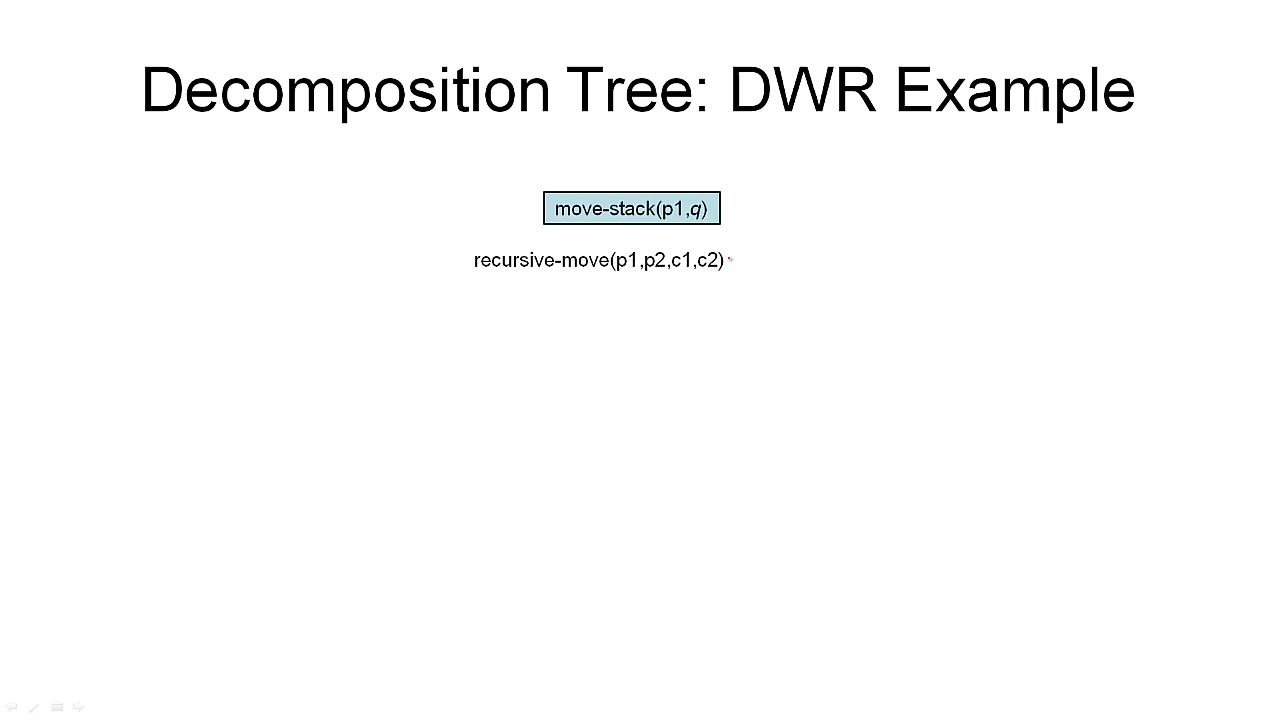 Decomposition Tree: DWR Example
move-stack(p1,q)
recursive-move(p1,p2,c1,c2)